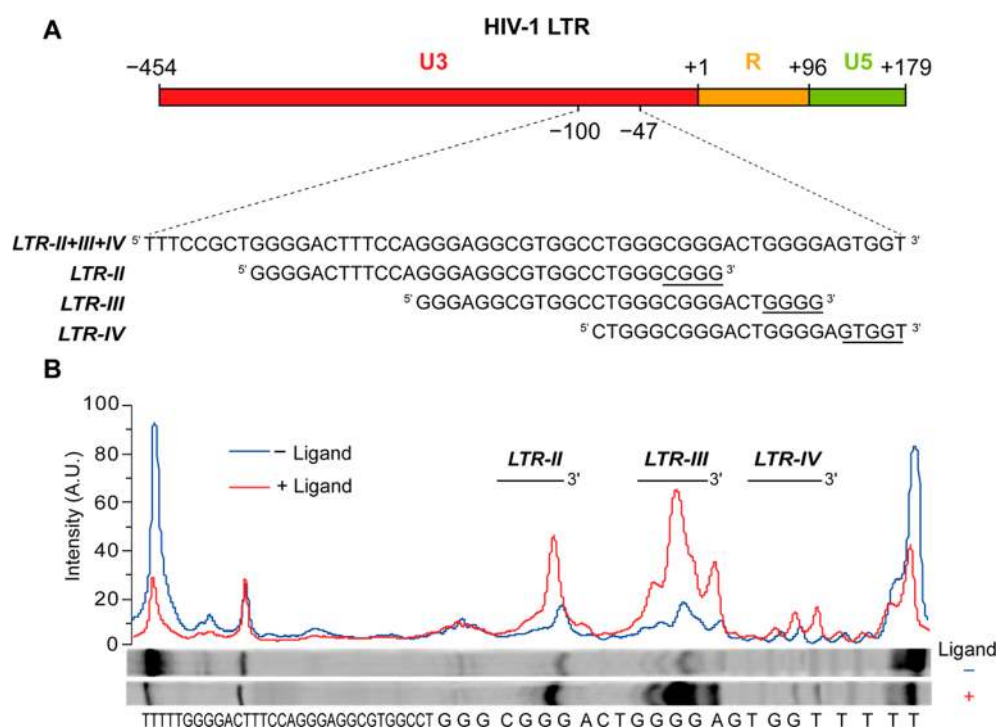 A
HIV-1 LTR
−454 U3 +1 R +96 U5 +179
−100 −47
LTR-II+III+IV 5' TTTCCGCTGGGGACTTTCCAGGGAGGCGTGGCCTGGGCGGGACTGGGGAGTGGT 3'
LTR-II 5' GGGGACTTTCCAGGGAGGCGTGGCCTGGGCGGG 3'
LTR-III 5' GGGAGGCGTGGCCTGGGCGGGACTGGGG 3'
LTR-IV 5' CTGGGCGGGACTGGGGAGTGGT 3'
B
Intensity (A.U.)
100
80
60
40
20
0
− Ligand
+ Ligand
LTR-II 3'
LTR-III 3'
LTR-IV 3'
Ligand
−
+
TTTTTGGGGACTTTCCAGGGAGGCGTGGCCT G G G C G G G A C T G G G G A G T G G T T T T T